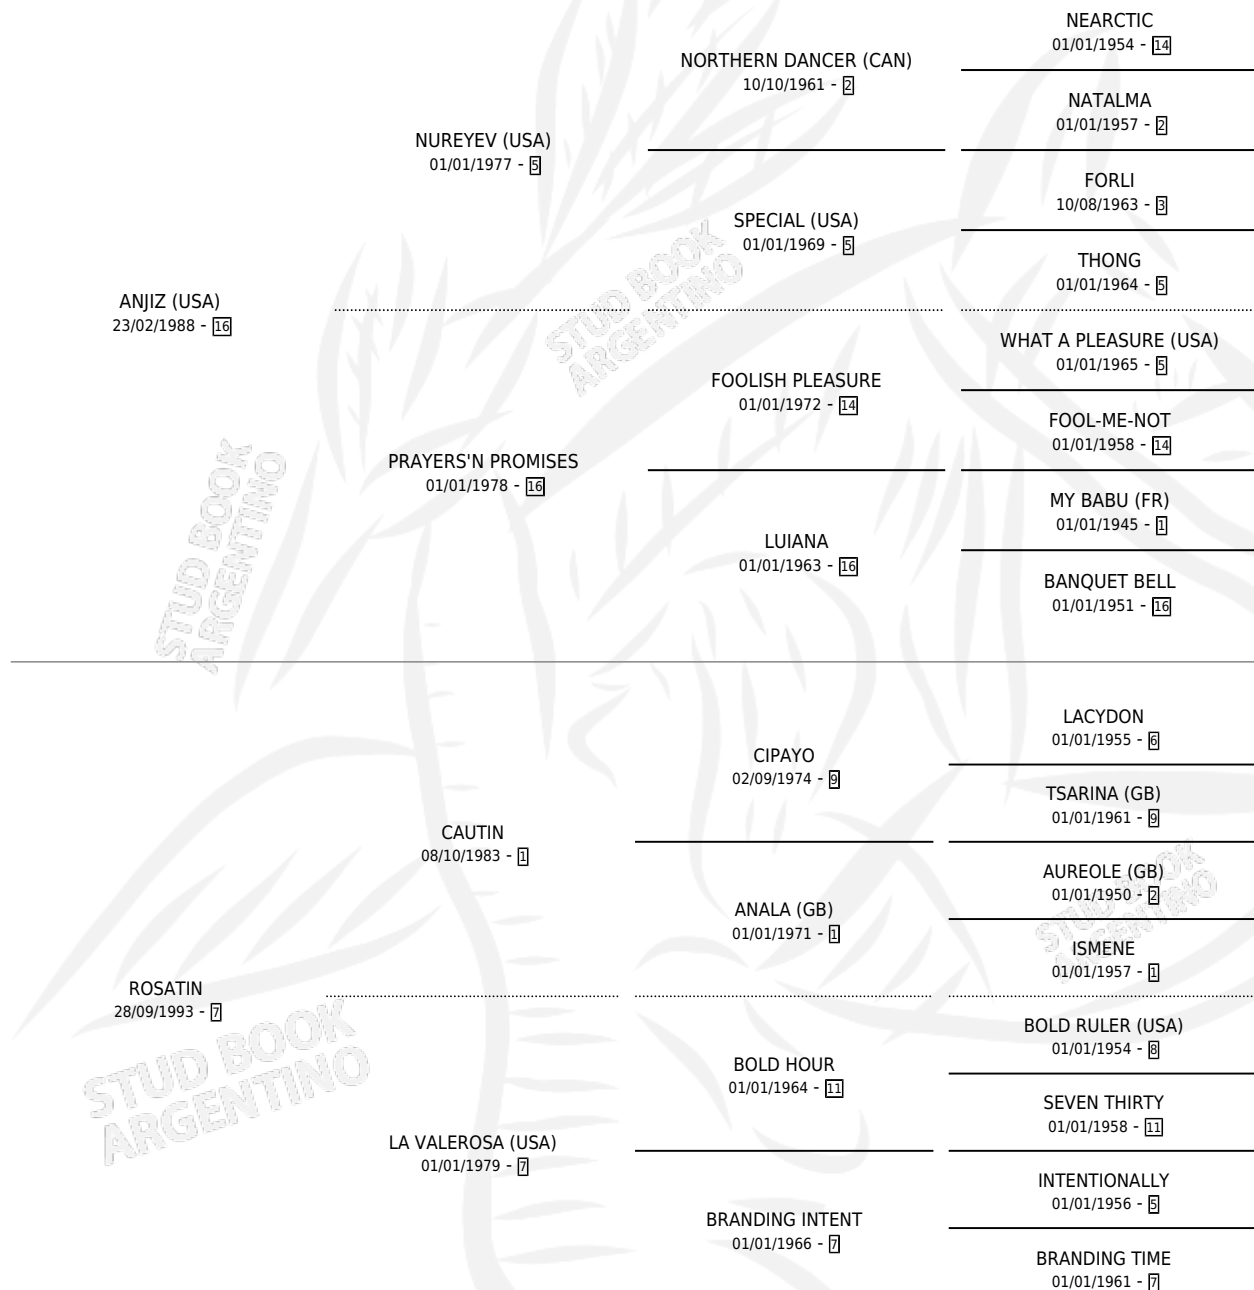 NEARCTIC
01/01/1954 - 14
NORTHERN DANCER (CAN)
10/10/1961 - 2
NATALMA
01/01/1957 - 2
NUREYEV (USA)
01/01/1977 - 5
FORLI
10/08/1963 - 3
SPECIAL (USA)
01/01/1969 - 5
THONG
01/01/1964 - 5
ANJIZ (USA)
23/02/1988 - 16
WHAT A PLEASURE (USA)
01/01/1965 - 5
FOOLISH PLEASURE
01/01/1972 - 14
FOOL-ME-NOT
01/01/1958 - 14
PRAYERS'N PROMISES
01/01/1978 - 16
MY BABU (FR)
01/01/1945 - 1
LUIANA
01/01/1963 - 16
BANQUET BELL
01/01/1951 - 16
LACYDON
01/01/1955 - 6
CIPAYO
02/09/1974 - 9
TSARINA (GB)
01/01/1961 - 9
CAUTIN
08/10/1983 - 1
AUREOLE (GB)
01/01/1950 - 2
ANALA (GB)
01/01/1971 - 1
ISMENE
01/01/1957 - 1
ROSATIN
28/09/1993 - 7
BOLD RULER (USA)
01/01/1954 - 8
BOLD HOUR
01/01/1964 - 11
SEVEN THIRTY
01/01/1958 - 11
LA VALEROSA (USA)
01/01/1979 - 7
INTENTIONALLY
01/01/1956 - 5
BRANDING INTENT
01/01/1966 - 7
BRANDING TIME
01/01/1961 - 7
STUD BOOK
ARGENTINO
STUD BOOK
ARGENTINO
STUD BOOK
ARGENTINO
STUD BOOK
ARGENTINO